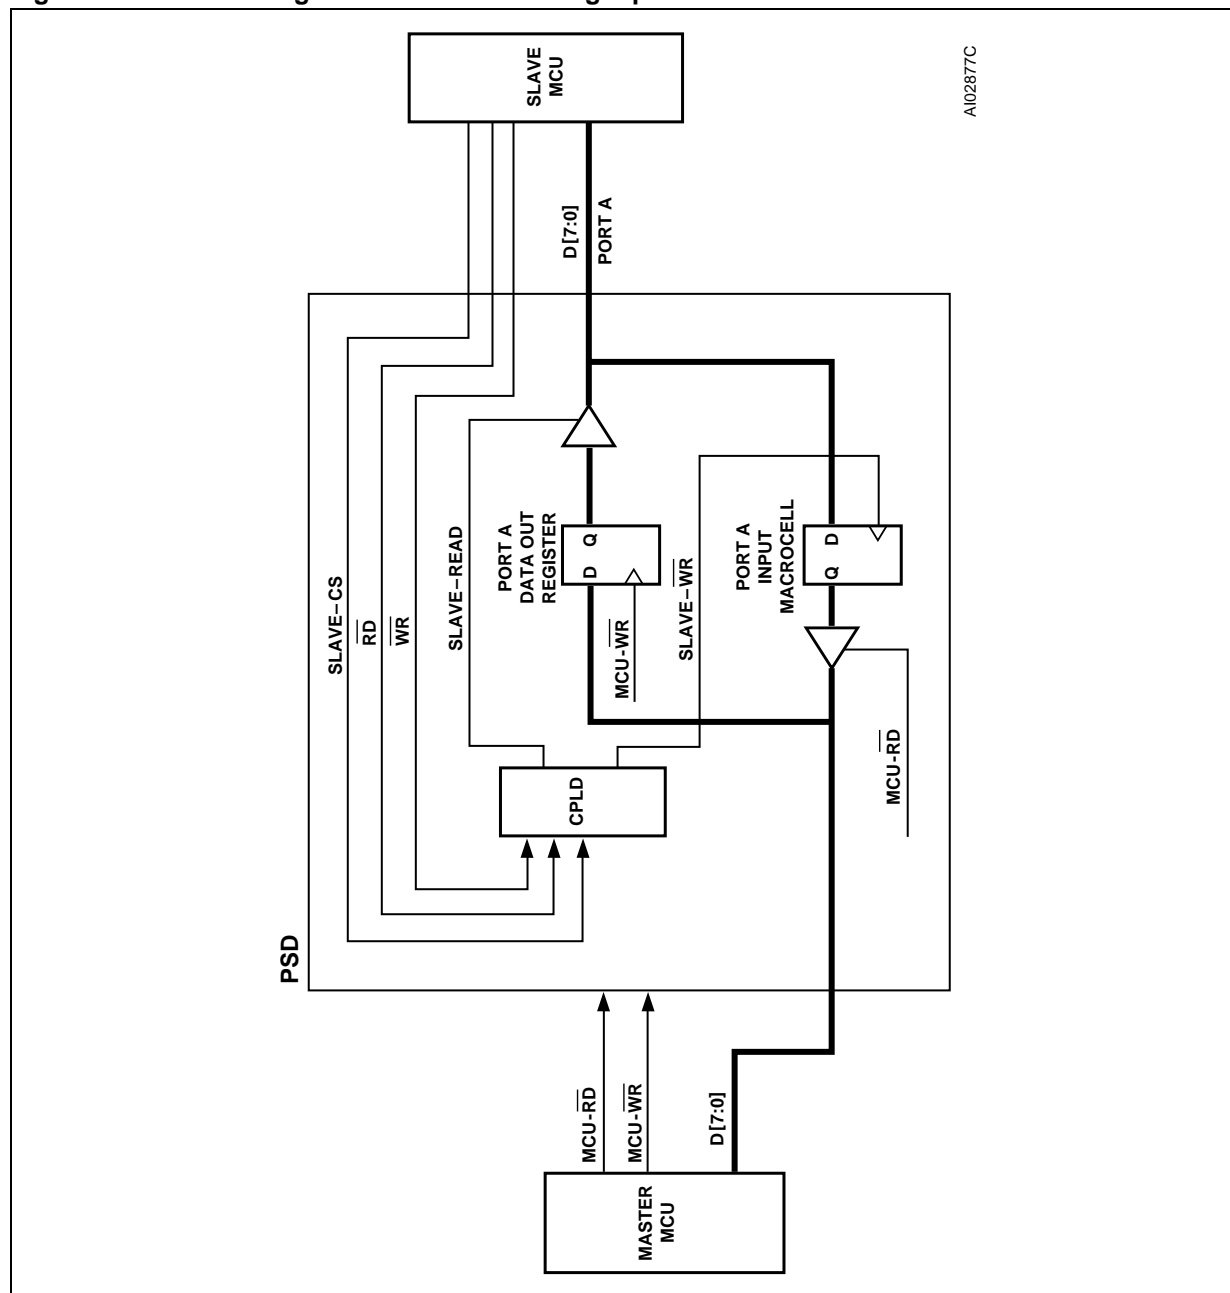 SLAVE
MCU
AI02877C
D[7:0]
PORT A
SLAVE–CS
RD
WR
SLAVE–READ
PORT A
DATA OUT
REGISTER
D Q
MCU-WR
SLAVE–WR
PORT A
INPUT
MACROCELL
Q D
MCU-RD
CPLD
PSD
MCU-RD
MCU-WR
D[7:0]
MASTER
MCU